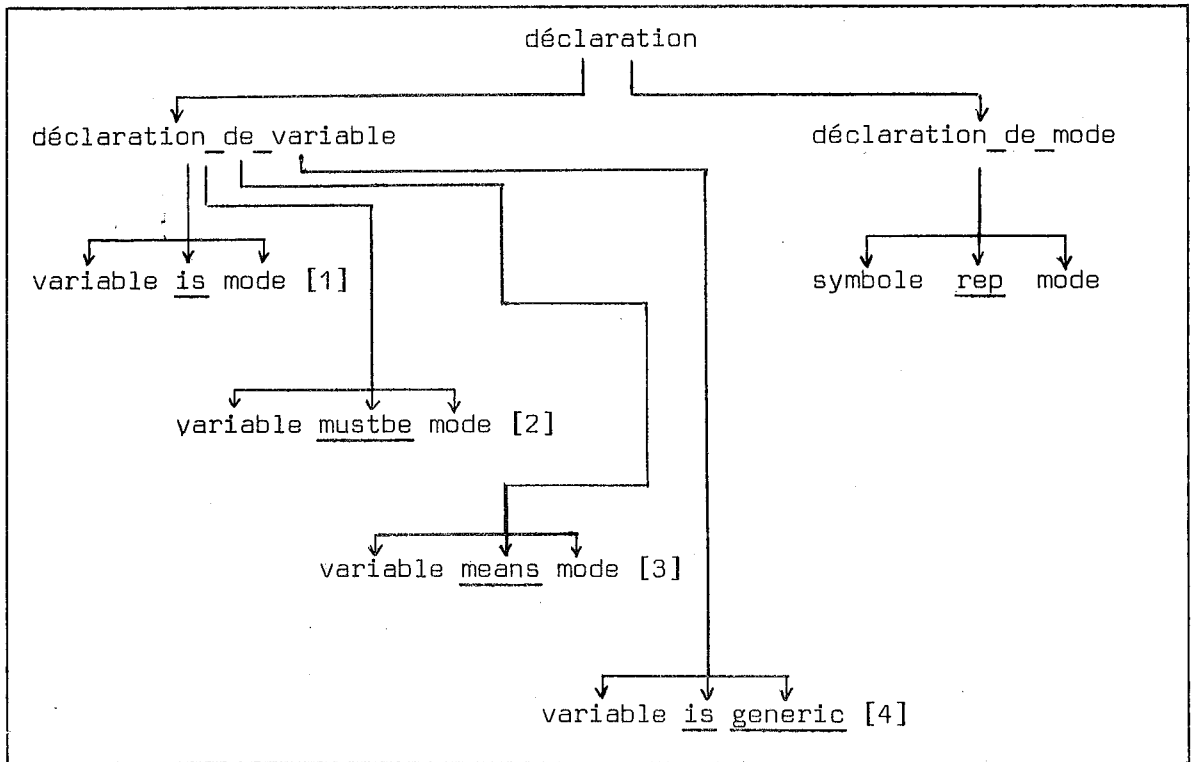 déclaration
déclaration_de_variable déclaration_de_mode
variable is mode [1] symbole rep mode
variable mustbe mode [2]
variable means mode [3]
variable is generic [4]